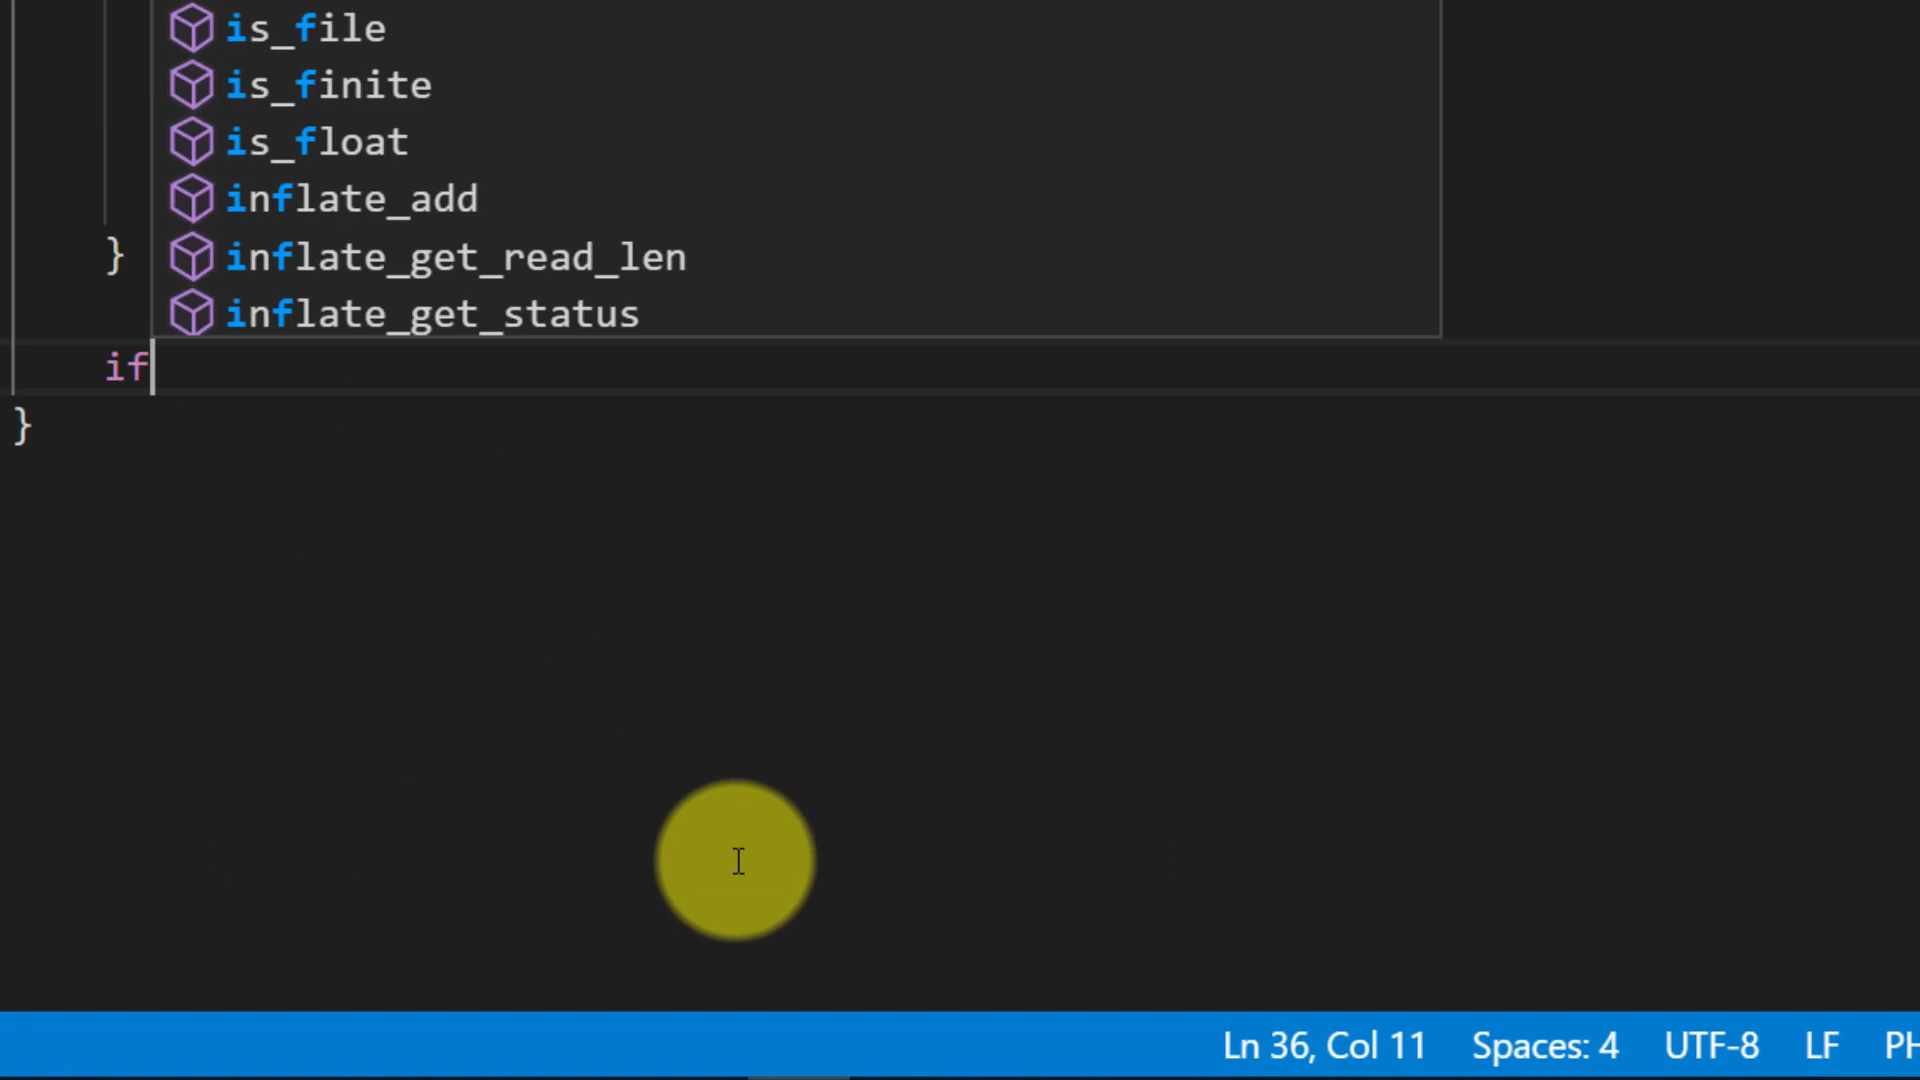 is_file
is_finite
is_float
inflate_add
inflate_get_read_len
} inflate_get_status
if
}
Ln 36, Col 11 Spaces: 4 UTF-8 LF PH